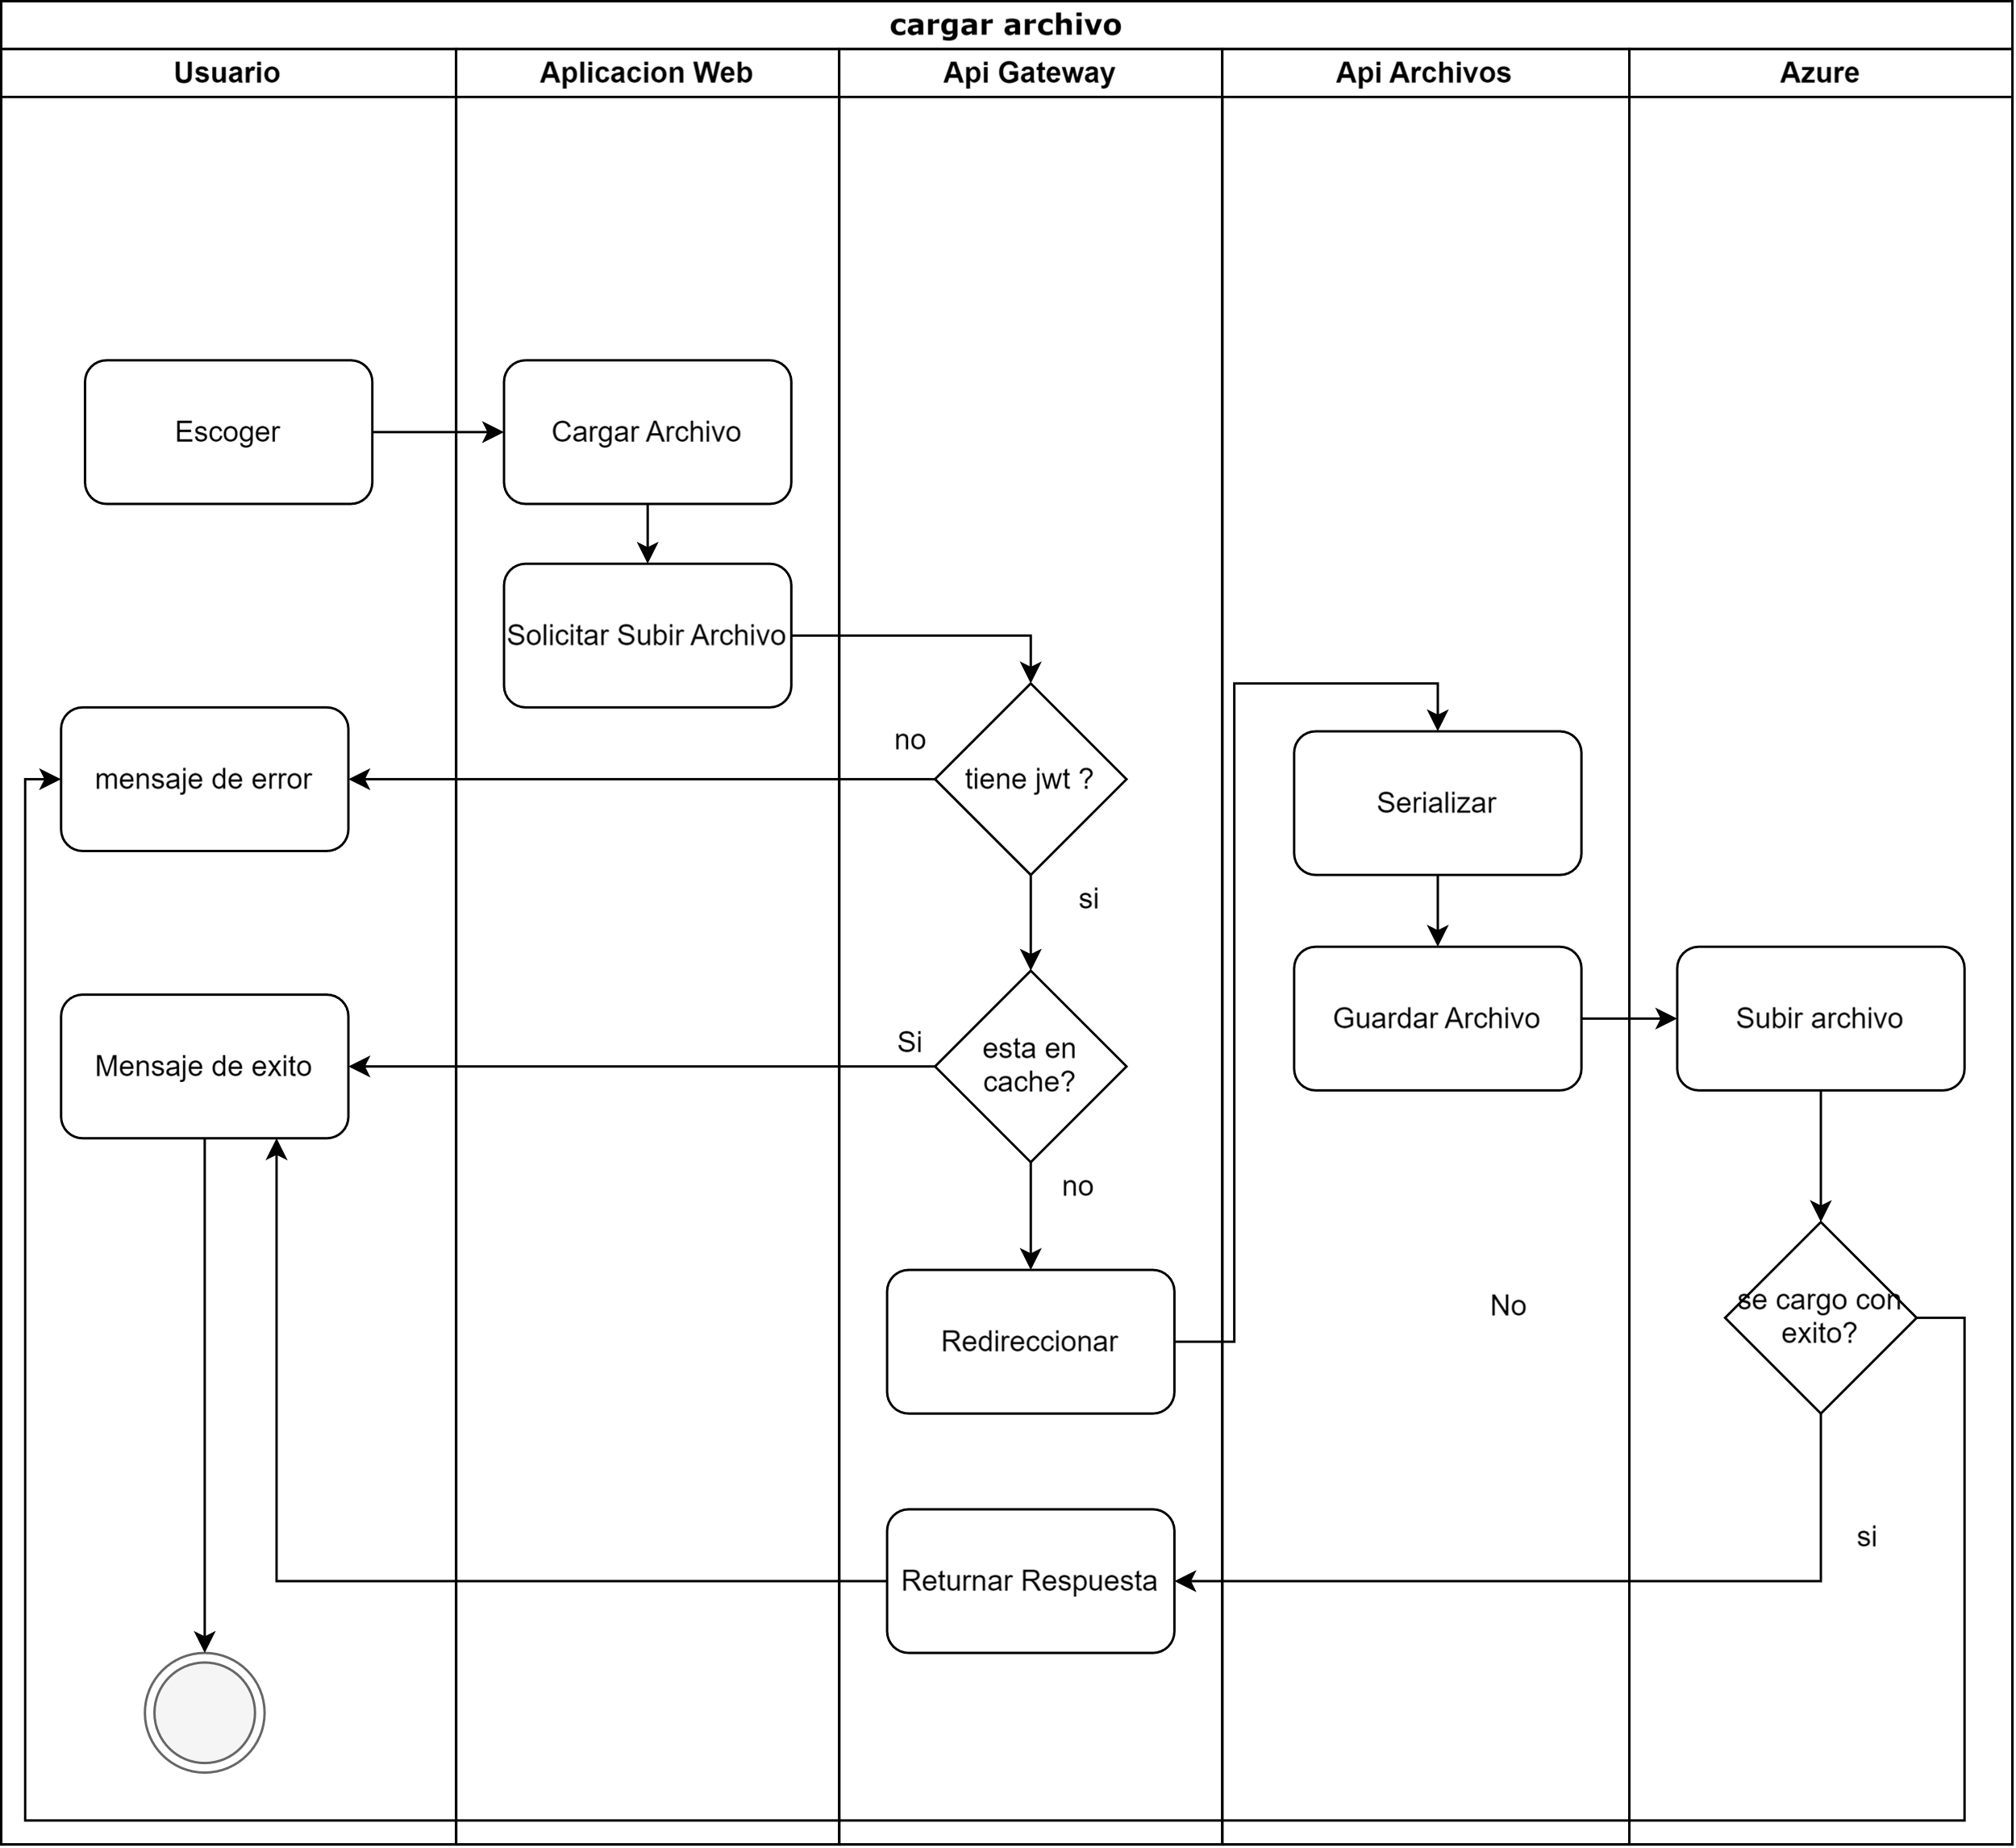 cargar archivo
Usuario
Aplicacion Web
Api Gateway
Api Archivos
Azure
Escoger
Cargar Archivo
Solicitar Subir Archivo
no
mensaje de error
tiene jwt ?
Serializar
si
Guardar Archivo
Subir archivo
Mensaje de exito
Si
esta en
cache?
no
No
se cargo con
exito?
Redireccionar
si
Returnar Respuesta